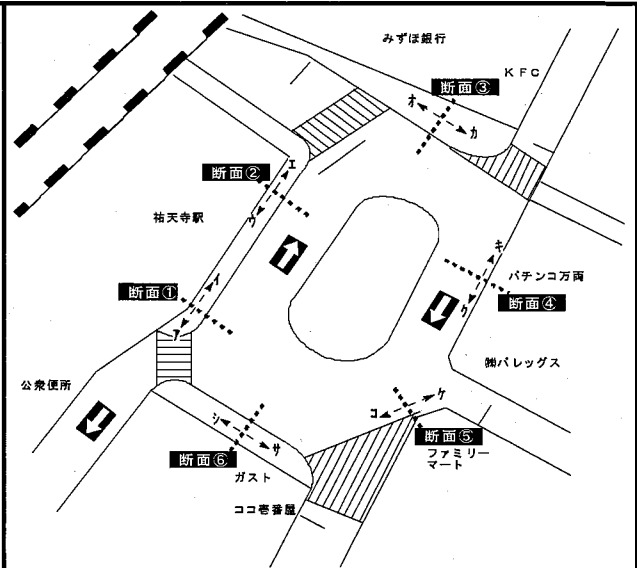 みずほ銀行
KFC
断面③
オ
カ
エ
断面②
ウ
祐天寺駅
キ
パチンコ万両
断面④
ク
イ
断面①
ア
㈱バレッグス
公衆便所
ケ
コ
断面⑤
ファミリー
マート
シ
サ
断面⑥
ガスト
ココ壱番屋